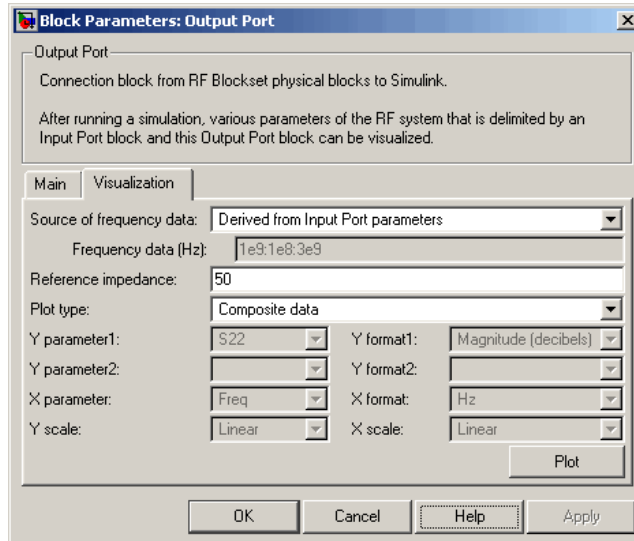 Block Parameters: Output Port
Output Port
Connection block from RF Blockset physical blocks to Simulink.
After running a simulation, various parameters of the RF system that is delimited by an
Input Port block and this Output Port block can be visualized.
Main Visualization
Source of frequency data: Derived from Input Port parameters
Frequency data (Hz): 1e9:1e8:3e9
Reference impedance: 50
Plot type: Composite data
Y parameter1: S22 Y format1: Magnitude (decibels)
Y parameter2: Y format2:
X parameter: Freq X format: Hz
Y scale: Linear X scale: Linear
Plot
OK Cancel Help Apply